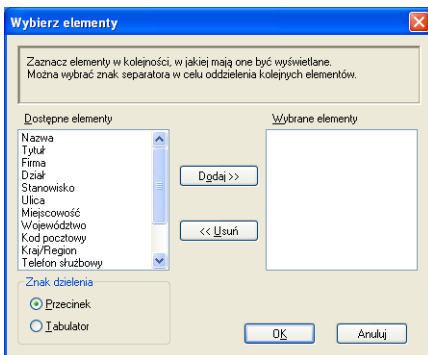 Wybierz elementy
Zaznacz elementy w kolejności, w jakiej mają one być wyświetlane.
Można wybrać znak separatora w celu oddzielenia kolejnych elementów.
Dostępne elementy
Wybrane elementy
Nazwa
Tytuł
Firma
Dział
Stanowisko
Ulica
Miejscowość
Województwo
Kod pocztowy
Kraj/Region
Telefon służbowy
Dodaj >>
<< Usuń
Znak dzielenia
Przecinek
Tabulator
OK
Anuluj